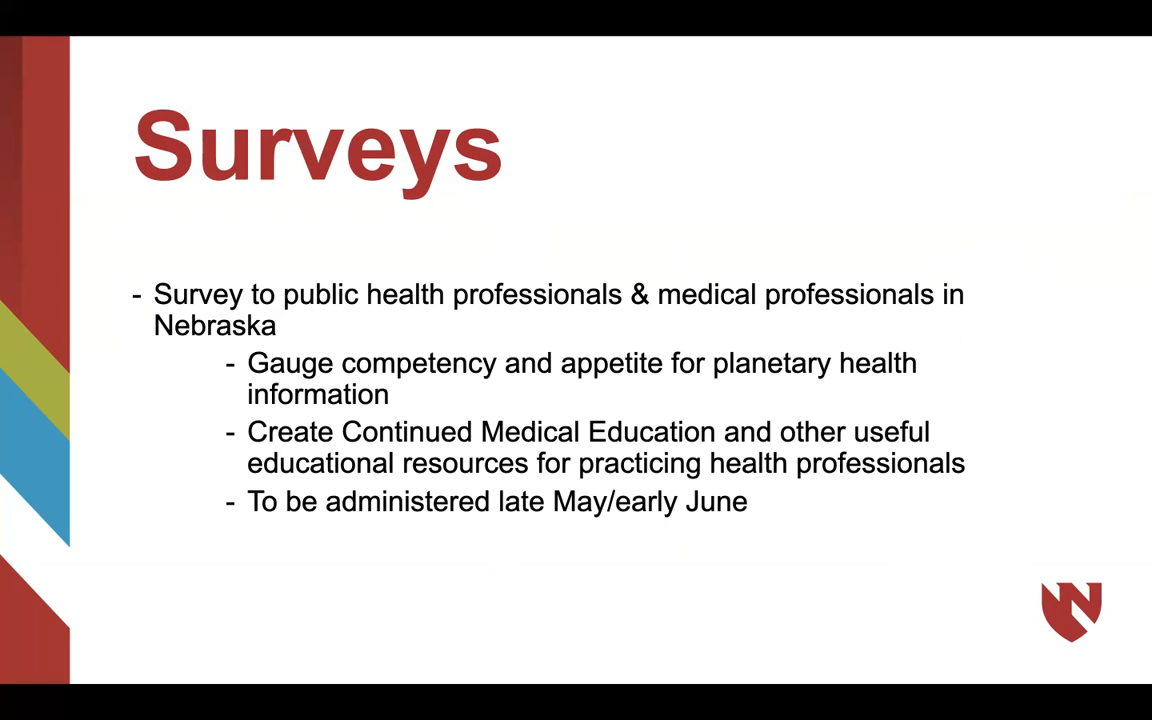 Surveys
- Survey to public health professionals & medical professionals in
Nebraska
- Gauge competency and appetite for planetary health
information
- Create Continued Medical Education and other useful
educational resources for practicing health professionals
- To be administered late May/early June
N